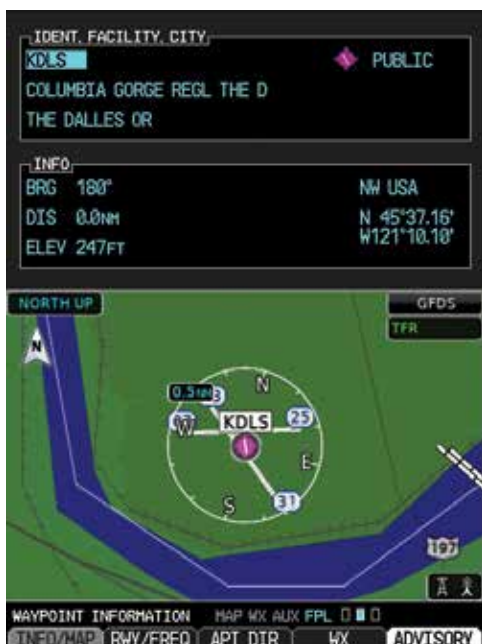 IDENT, FACILITY, CITY
KDLS PUBLIC
COLUMBIA GORGE REGL THE D
THE DALLES OR
INFO
BRG 180° NW USA
DIS 0.0NM N 45°37.16'
W121°10.10'
ELEV 247FT
NORTH UP GFDS
TFR
N
0.5NM N
W KDLS 25
E
S 31
197
WAYPOINT INFORMATION MAP WX AUX FPL
INFO/MAP RWY/FREQ APT DIR WX ADVISORY